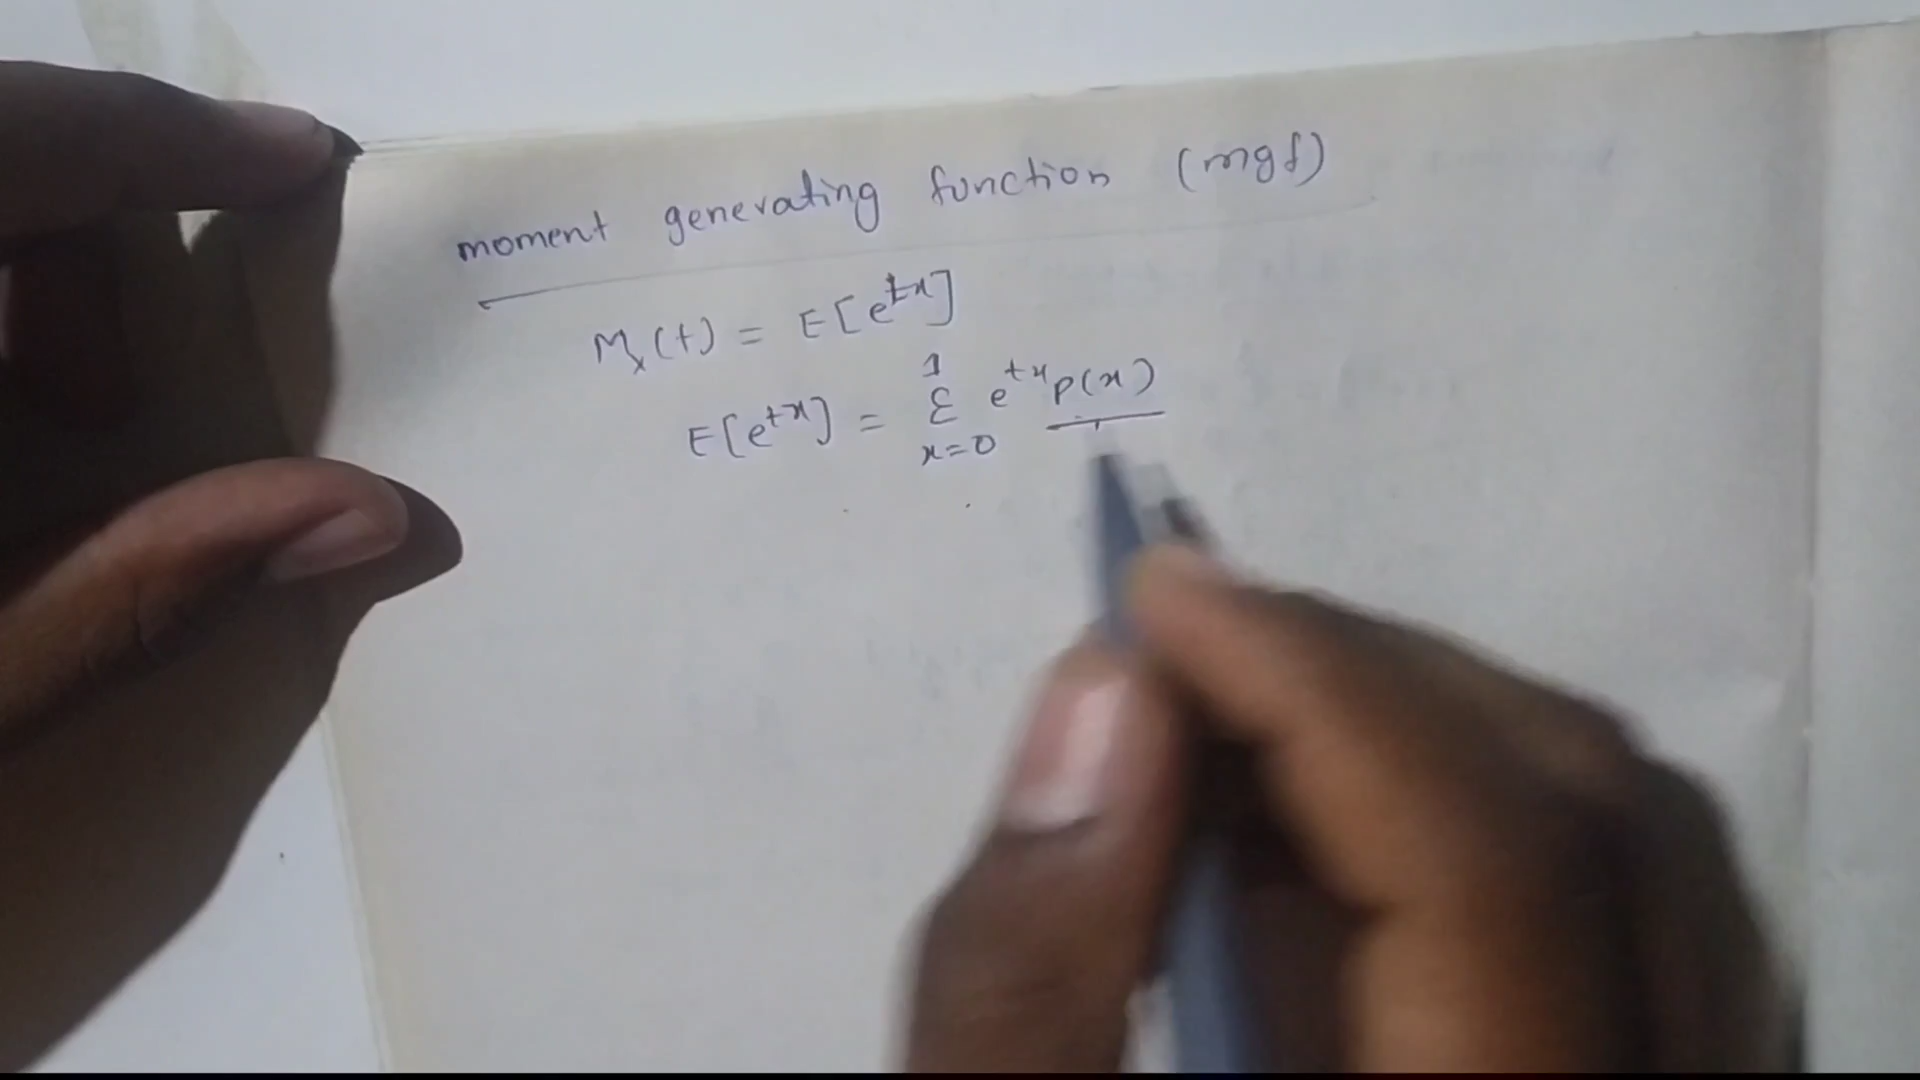 moment generating function (mgf)
Mx(t) = E[e^tx]
E[e^tx] = Σ_{x=0}^{1} e^tx p(x)